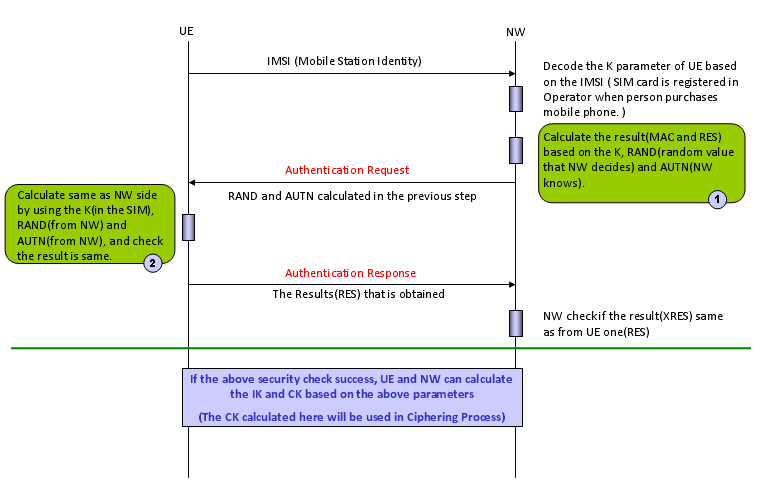 UE
NW
IMSI (Mobile Station Identity)
Decode the K parameter of UE based
on the IMSI ( SIM card is registered in
Operator when person purchases
mobile phone. )
Calculate the result(MAC and RES)
based on the K, RAND(random value
that NW decides) and AUTN(NW
knows).
1
Authentication Request
RAND and AUTN calculated in the previous step
Calculate same as NW side
by using the K(in the SIM),
RAND(from NW) and
AUTN(from NW), and check
the result is same.
2
Authentication Response
The Results(RES) that is obtained
NW check if the result(XRES) same
as from UE one(RES)
If the above security check success, UE and NW can calculate
the IK and CK based on the above parameters
(The CK calculated here will be used in Ciphering Process)